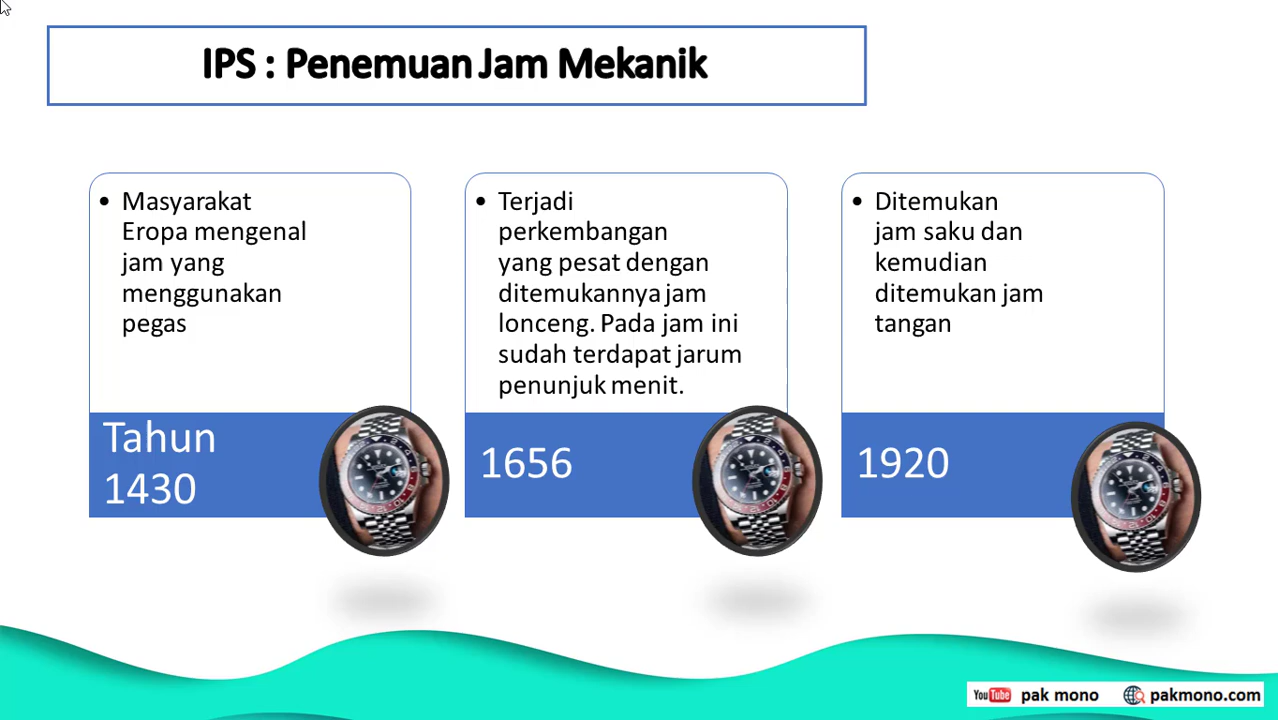 IPS : Penemuan Jam Mekanik
• Masyarakat
Eropa mengenal
jam yang
menggunakan
pegas
Tahun
1430
• Terjadi
perkembangan
yang pesat dengan
ditemukannya jam
lonceng. Pada jam ini
sudah terdapat jarum
penunjuk menit.
1656
• Ditemukan
jam saku dan
kemudian
ditemukan jam
tangan
1920
YouTube pak mono pakmono.com